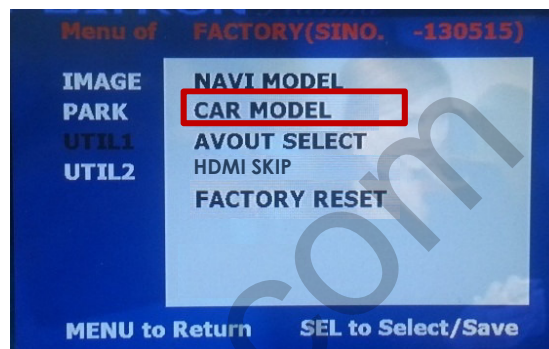 Menu of FACTORY(SINO. -130515)
IMAGE NAVI MODEL
PARK CAR MODEL
UTIL1 AVOUT SELECT
UTIL2 HDMI SKIP
FACTORY RESET
MENU to Return SEL to Select/Save
com